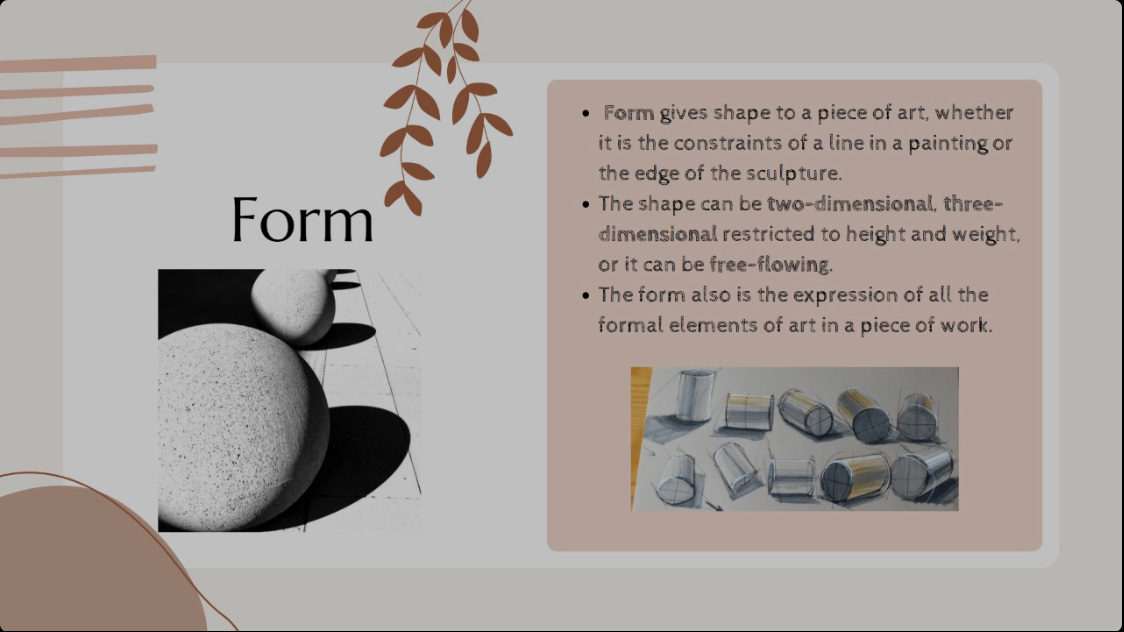 Form
• Form gives shape to a piece of art, whether
it is the constraints of a line in a painting or
the edge of the sculpture.
• The shape can be two-dimensional, three-
dimensional restricted to height and weight,
or it can be free-flowing.
• The form also is the expression of all the
formal elements of art in a piece of work.